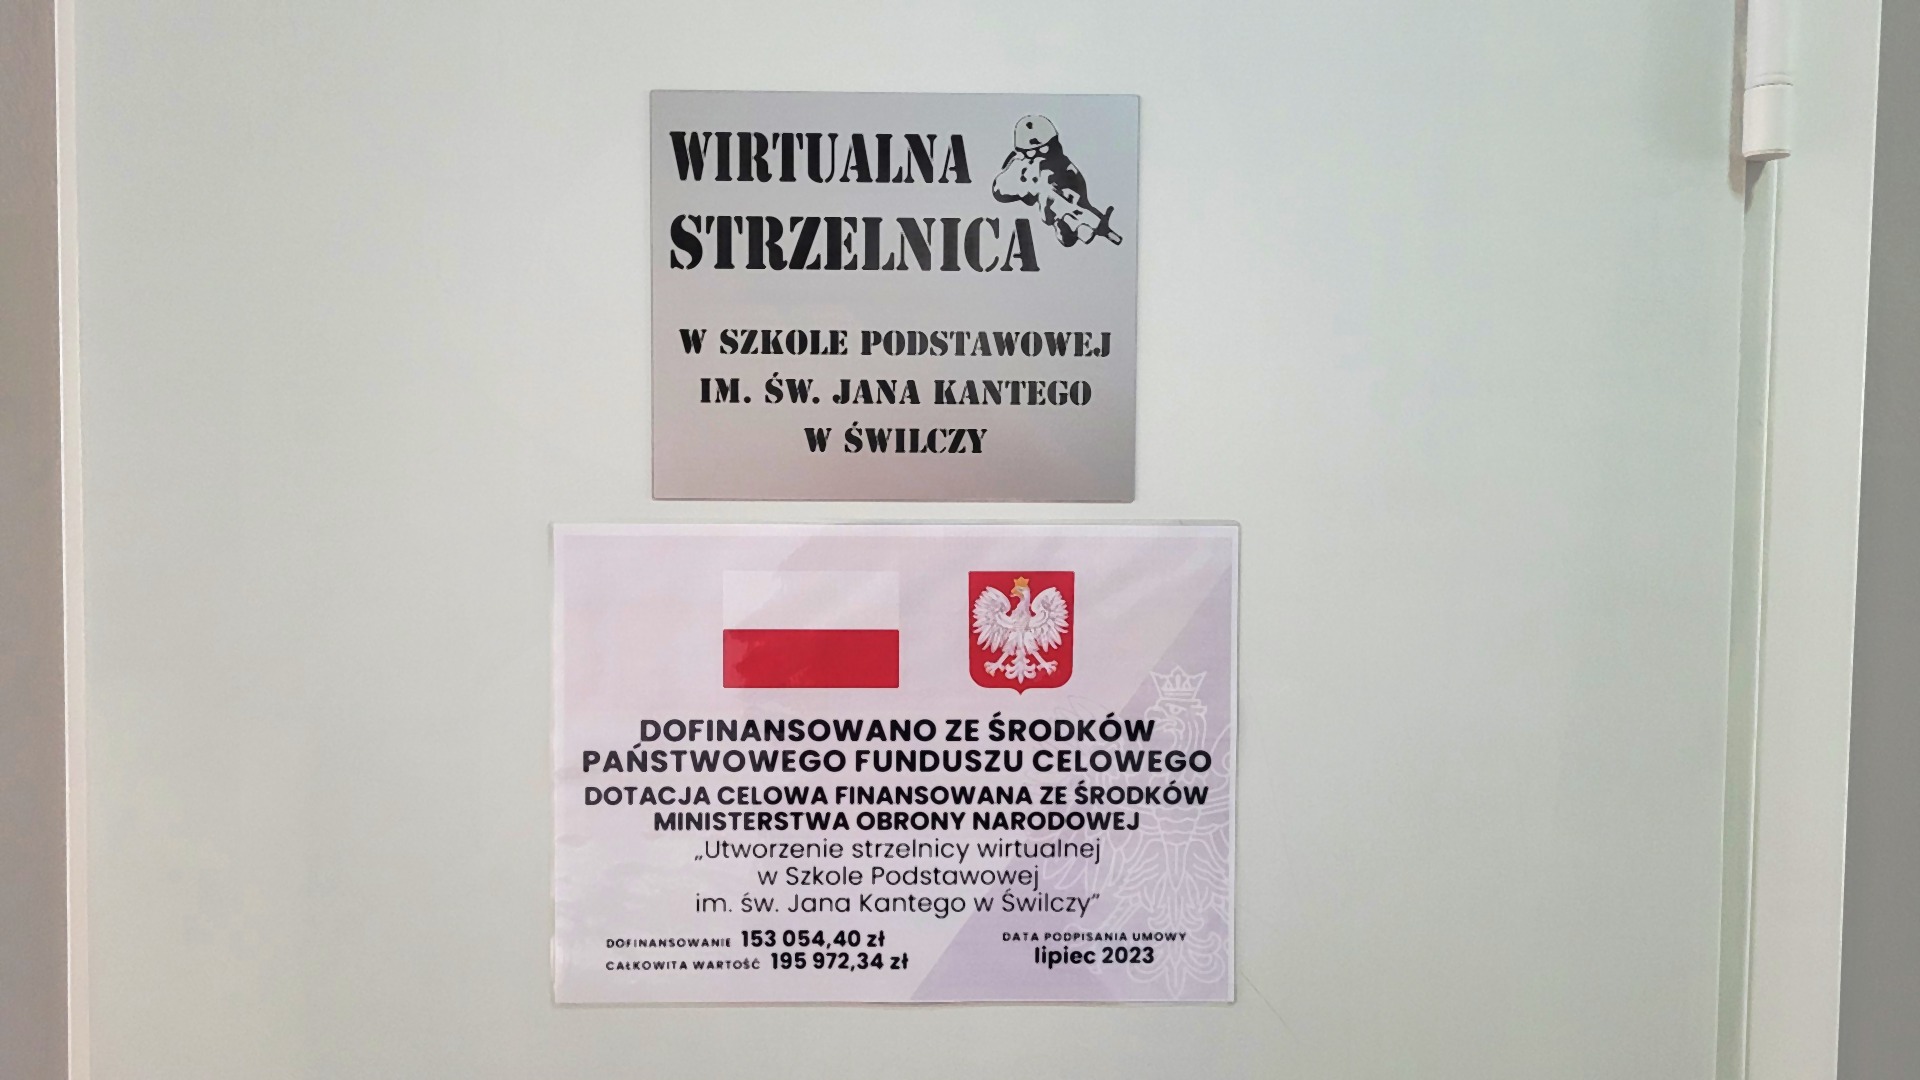 WIRTUALNA
STRZELNICA
W SZKOLE PODSTAWOWEJ
IM. ŚW. JANA KANTEGO
W ŚWILCZY
DOFINANSOWANO ZE ŚRODKÓW
PAŃSTWOWEGO FUNDUSZU CELOWEGO
DOTACJA CELOWA FINANSOWANA ZE ŚRODKÓW
MINISTERSTWA OBRONY NARODOWEJ
„Utworzenie strzelnicy wirtualnej
w Szkole Podstawowej
im. św. Jana Kantego w Świlczy”
DOFINANSOWANIE 153 054,40 zł
CAŁKOWITA WARTOŚĆ 195 972,34 zł
DATA PODPISANIA UMOWY
lipiec 2023